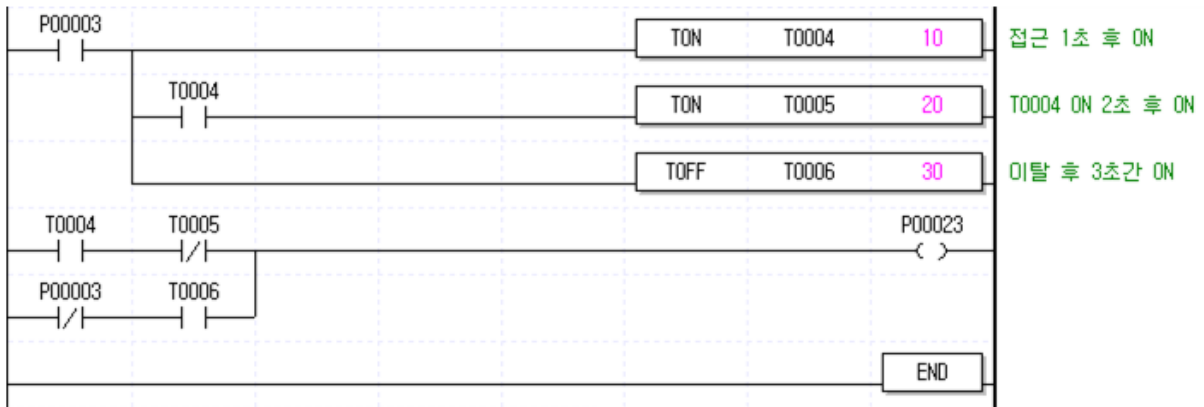 P00003
TON T0004 10 접근 1초 후 ON
T0004
TON T0005 20 T0004 ON 2초 후 ON
TOFF T0006 30 이탈 후 3초간 ON
T0004 T0005 P00023
P00003 T0006
END